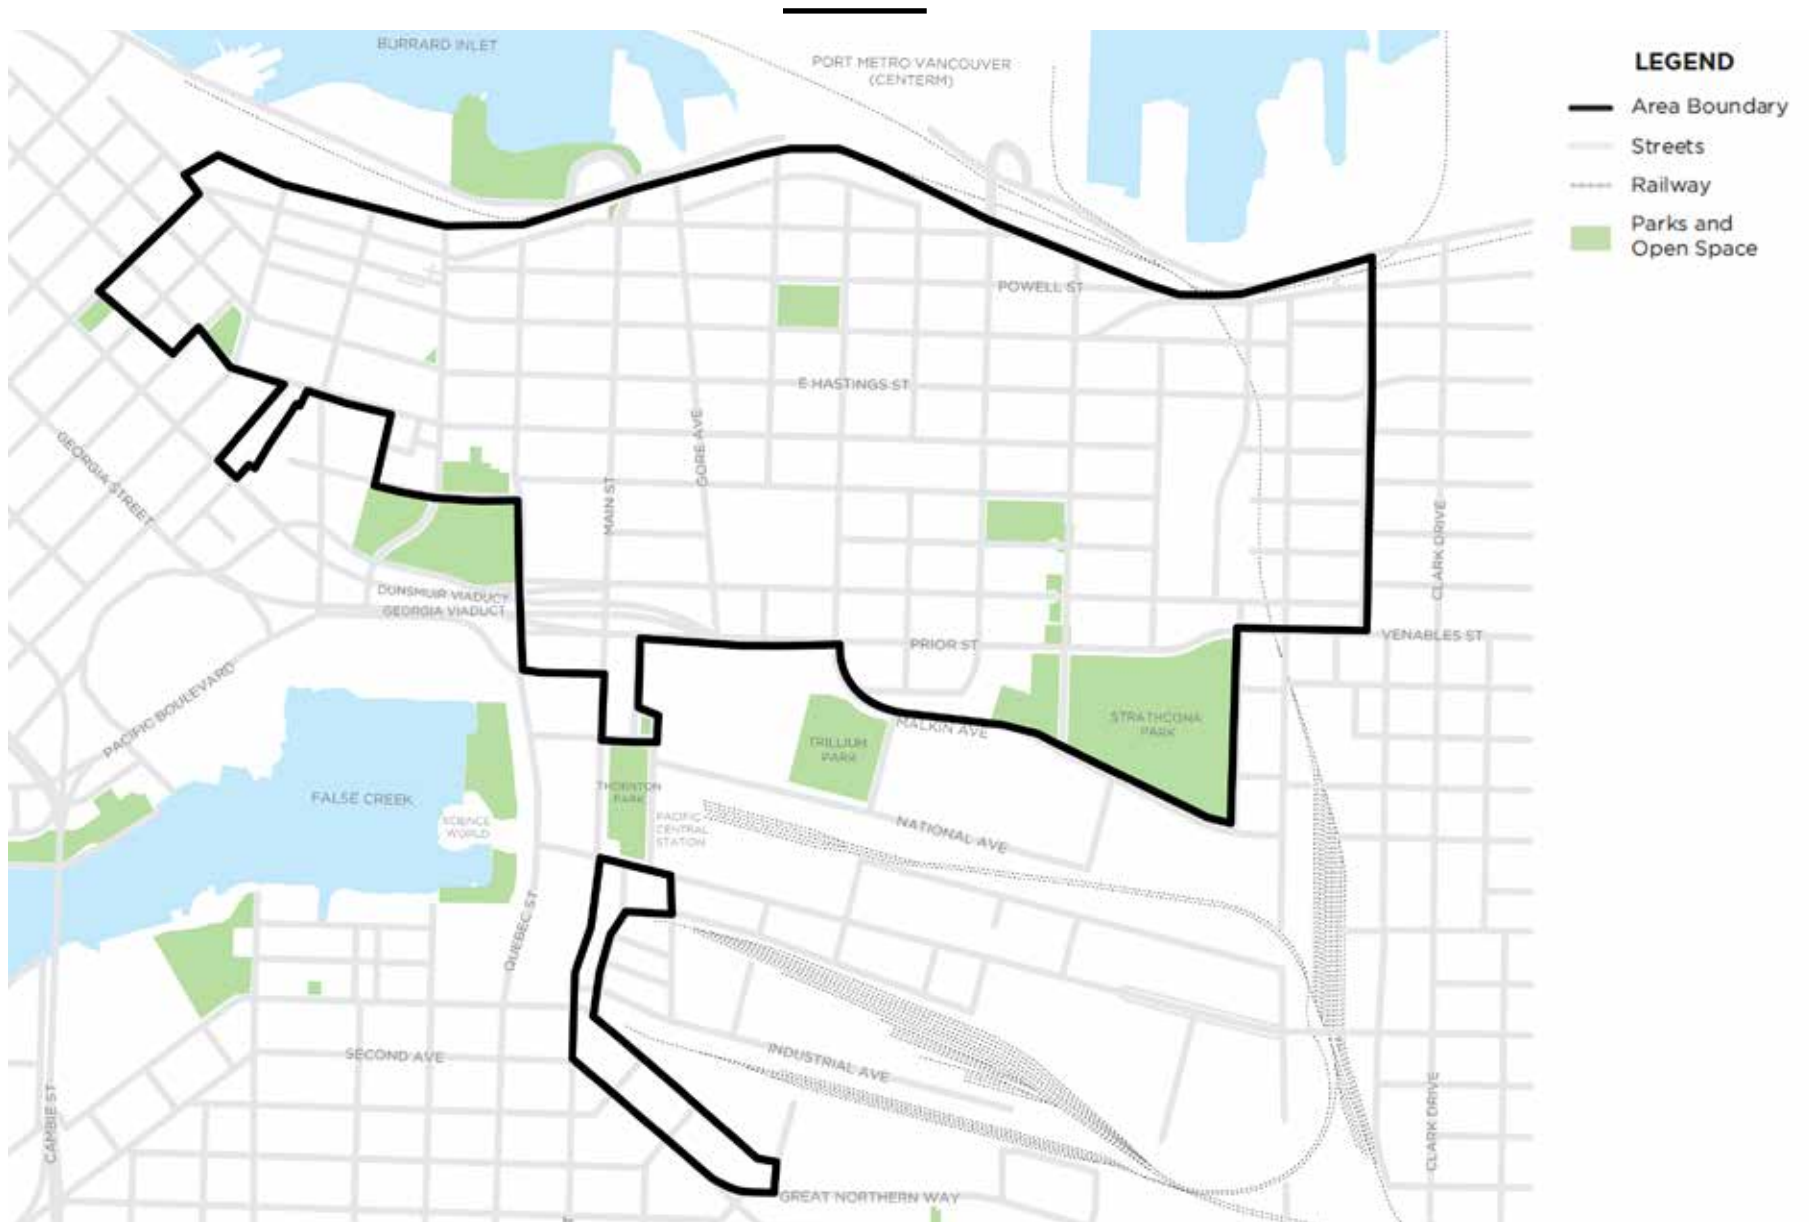 BURRARD INLET
PORT METRO VANCOUVER
(CENTERM)
LEGEND
Area Boundary
Streets
Railway
Parks and
Open Space
POWELL ST
E HASTINGS ST
GEORGIA STREET
MAIN ST
GORE AVE
CLARK DRIVE
DUNSMUIR VIADUCT
GEORGIA VIADUCT
PRIOR ST
VENABLES ST
PACIFIC BOULEVARD
MALKIN AVE
STRATHCONA
PARK
TRILLIUM
PARK
FALSE CREEK
SCIENCE
WORLD
THORNTON
PARK
PACIFIC
CENTRAL
STATION
NATIONAL AVE
QUEBEC ST
SECOND AVE
INDUSTRIAL AVE
CAMBIE ST
CLARK DRIVE
GREAT NORTHERN WAY